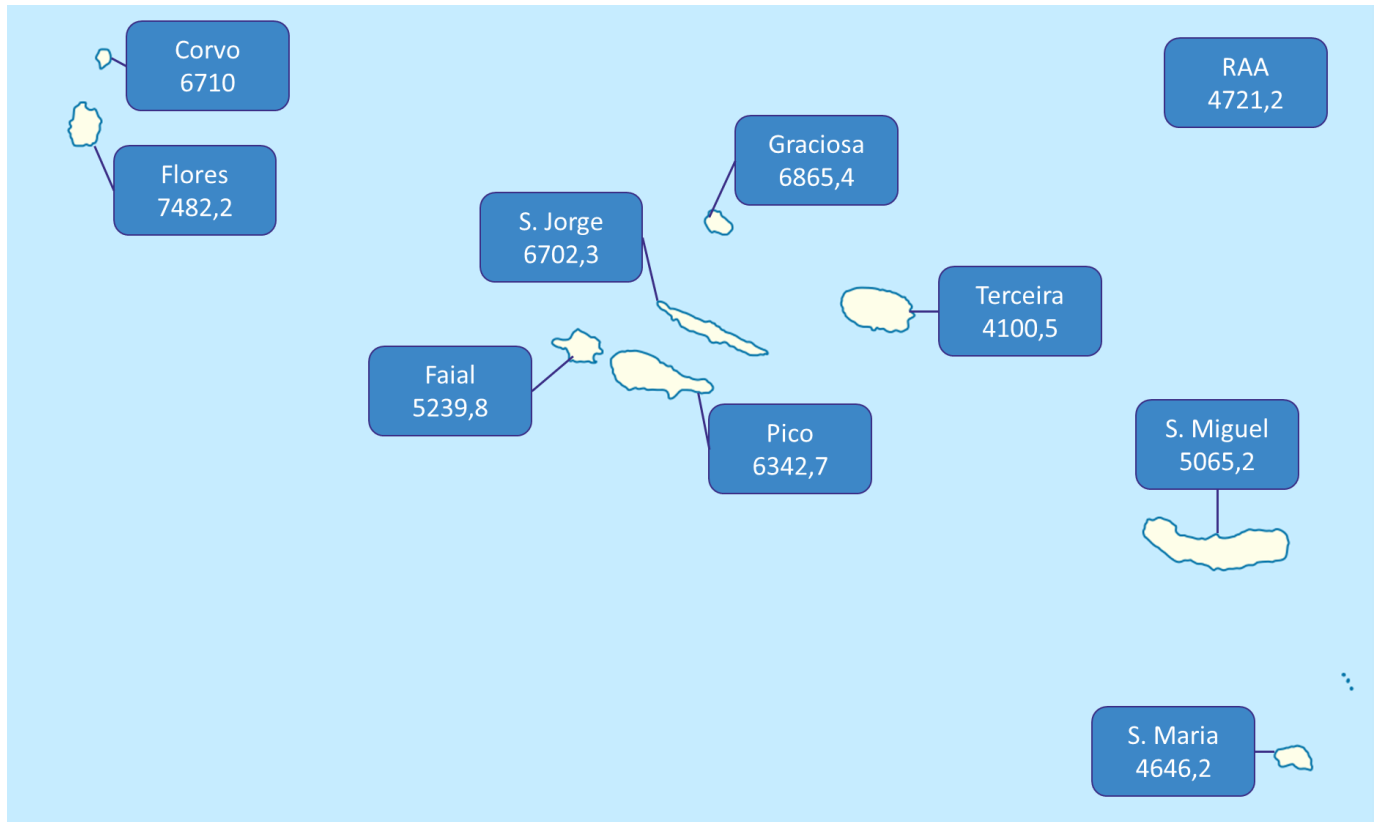 Corvo
6710
RAA
4721,2
Flores
7482,2
Graciosa
6865,4
S. Jorge
6702,3
Terceira
4100,5
Faial
5239,8
Pico
6342,7
S. Miguel
5065,2
S. Maria
4646,2